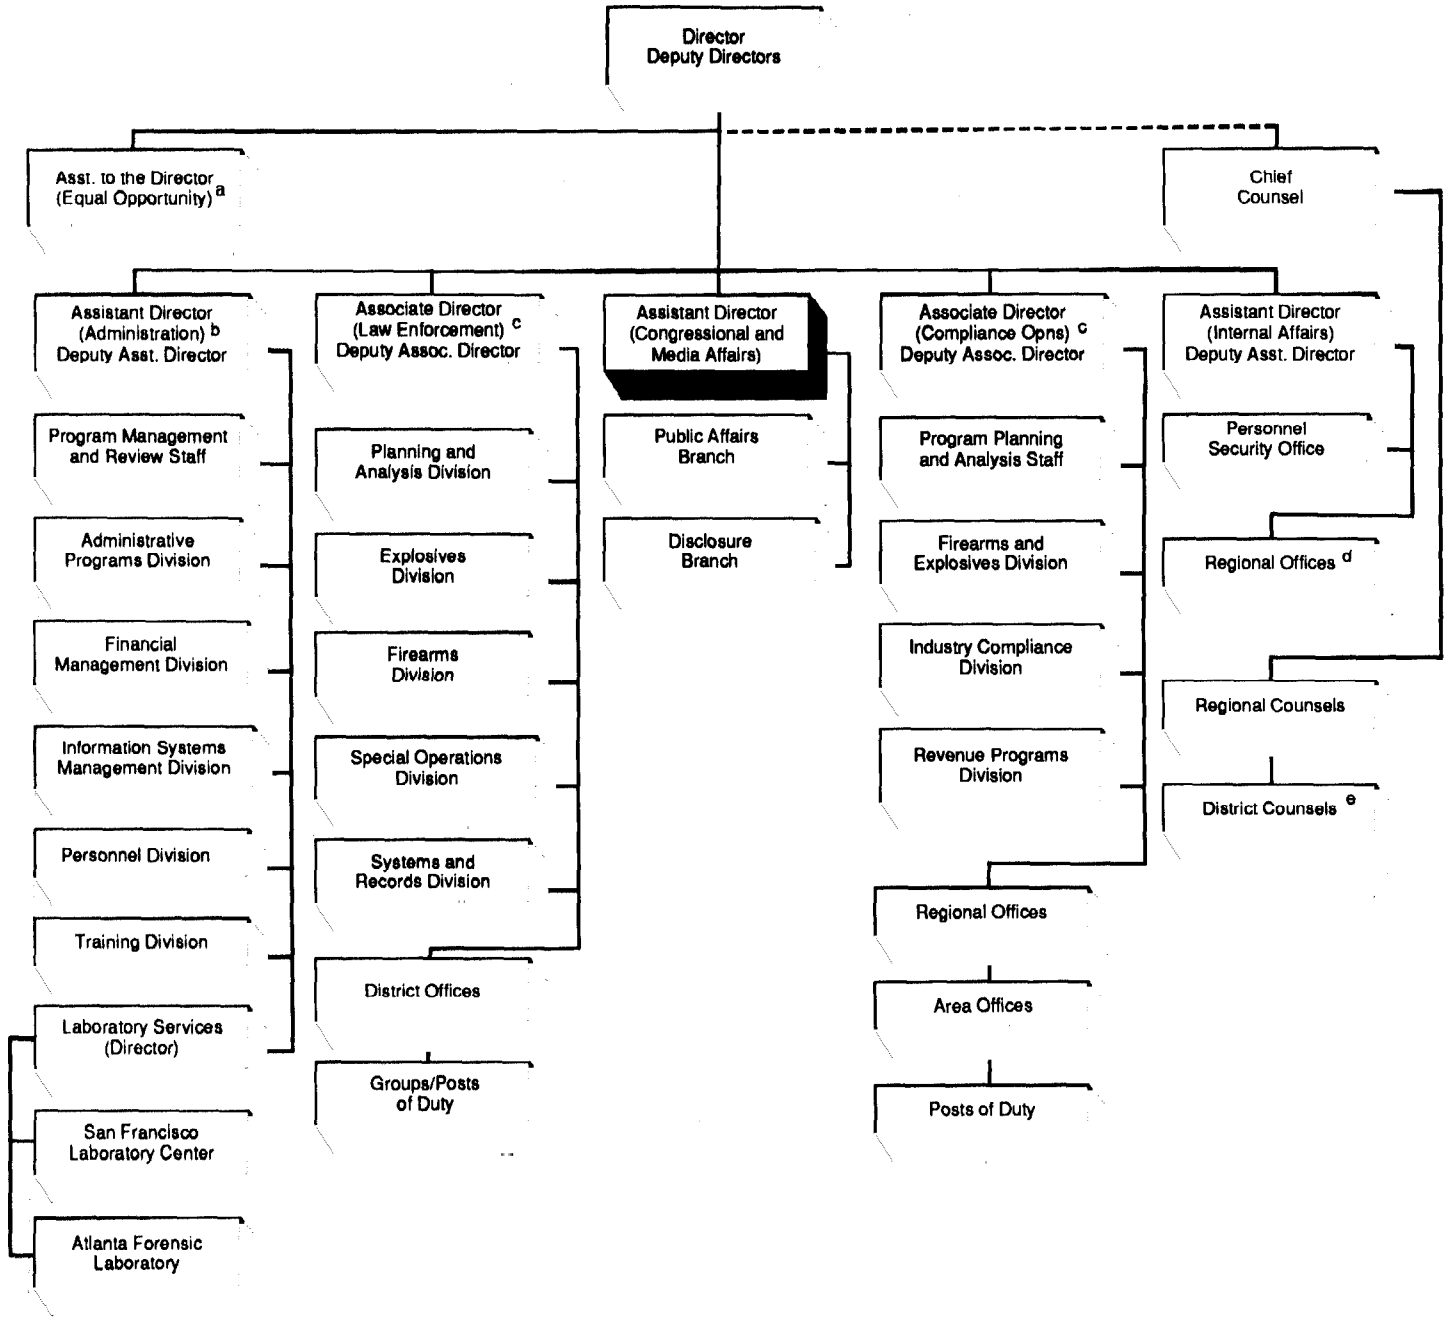 Director
Deputy Directors
Asst. to the Director
(Equal Opportunity) a
Chief
Counsel
Assistant Director
(Administration) b
Deputy Asst. Director
Program Management
and Review Staff
Administrative
Programs Division
Financial
Management Division
Information Systems
Management Division
Personnel Division
Training Division
Laboratory Services
(Director)
San Francisco
Laboratory Center
Atlanta Forensic
Laboratory
Associate Director
(Law Enforcement) c
Deputy Assoc. Director
Planning and
Analysis Division
Explosives
Division
Firearms
Division
Special Operations
Division
Systems and
Records Division
District Offices
Groups/Posts
of Duty
Assistant Director
(Congressional and
Media Affairs)
Public Affairs
Branch
Disclosure
Branch
Associate Director
(Compliance Opns) c
Deputy Assoc. Director
Program Planning
and Analysis Staff
Firearms and
Explosives Division
Industry Compliance
Division
Revenue Programs
Division
Regional Offices
Area Offices
Posts of Duty
Assistant Director
(Internal Affairs)
Deputy Asst. Director
Personnel
Security Office
Regional Offices d
Regional Counsels
District Counsels e